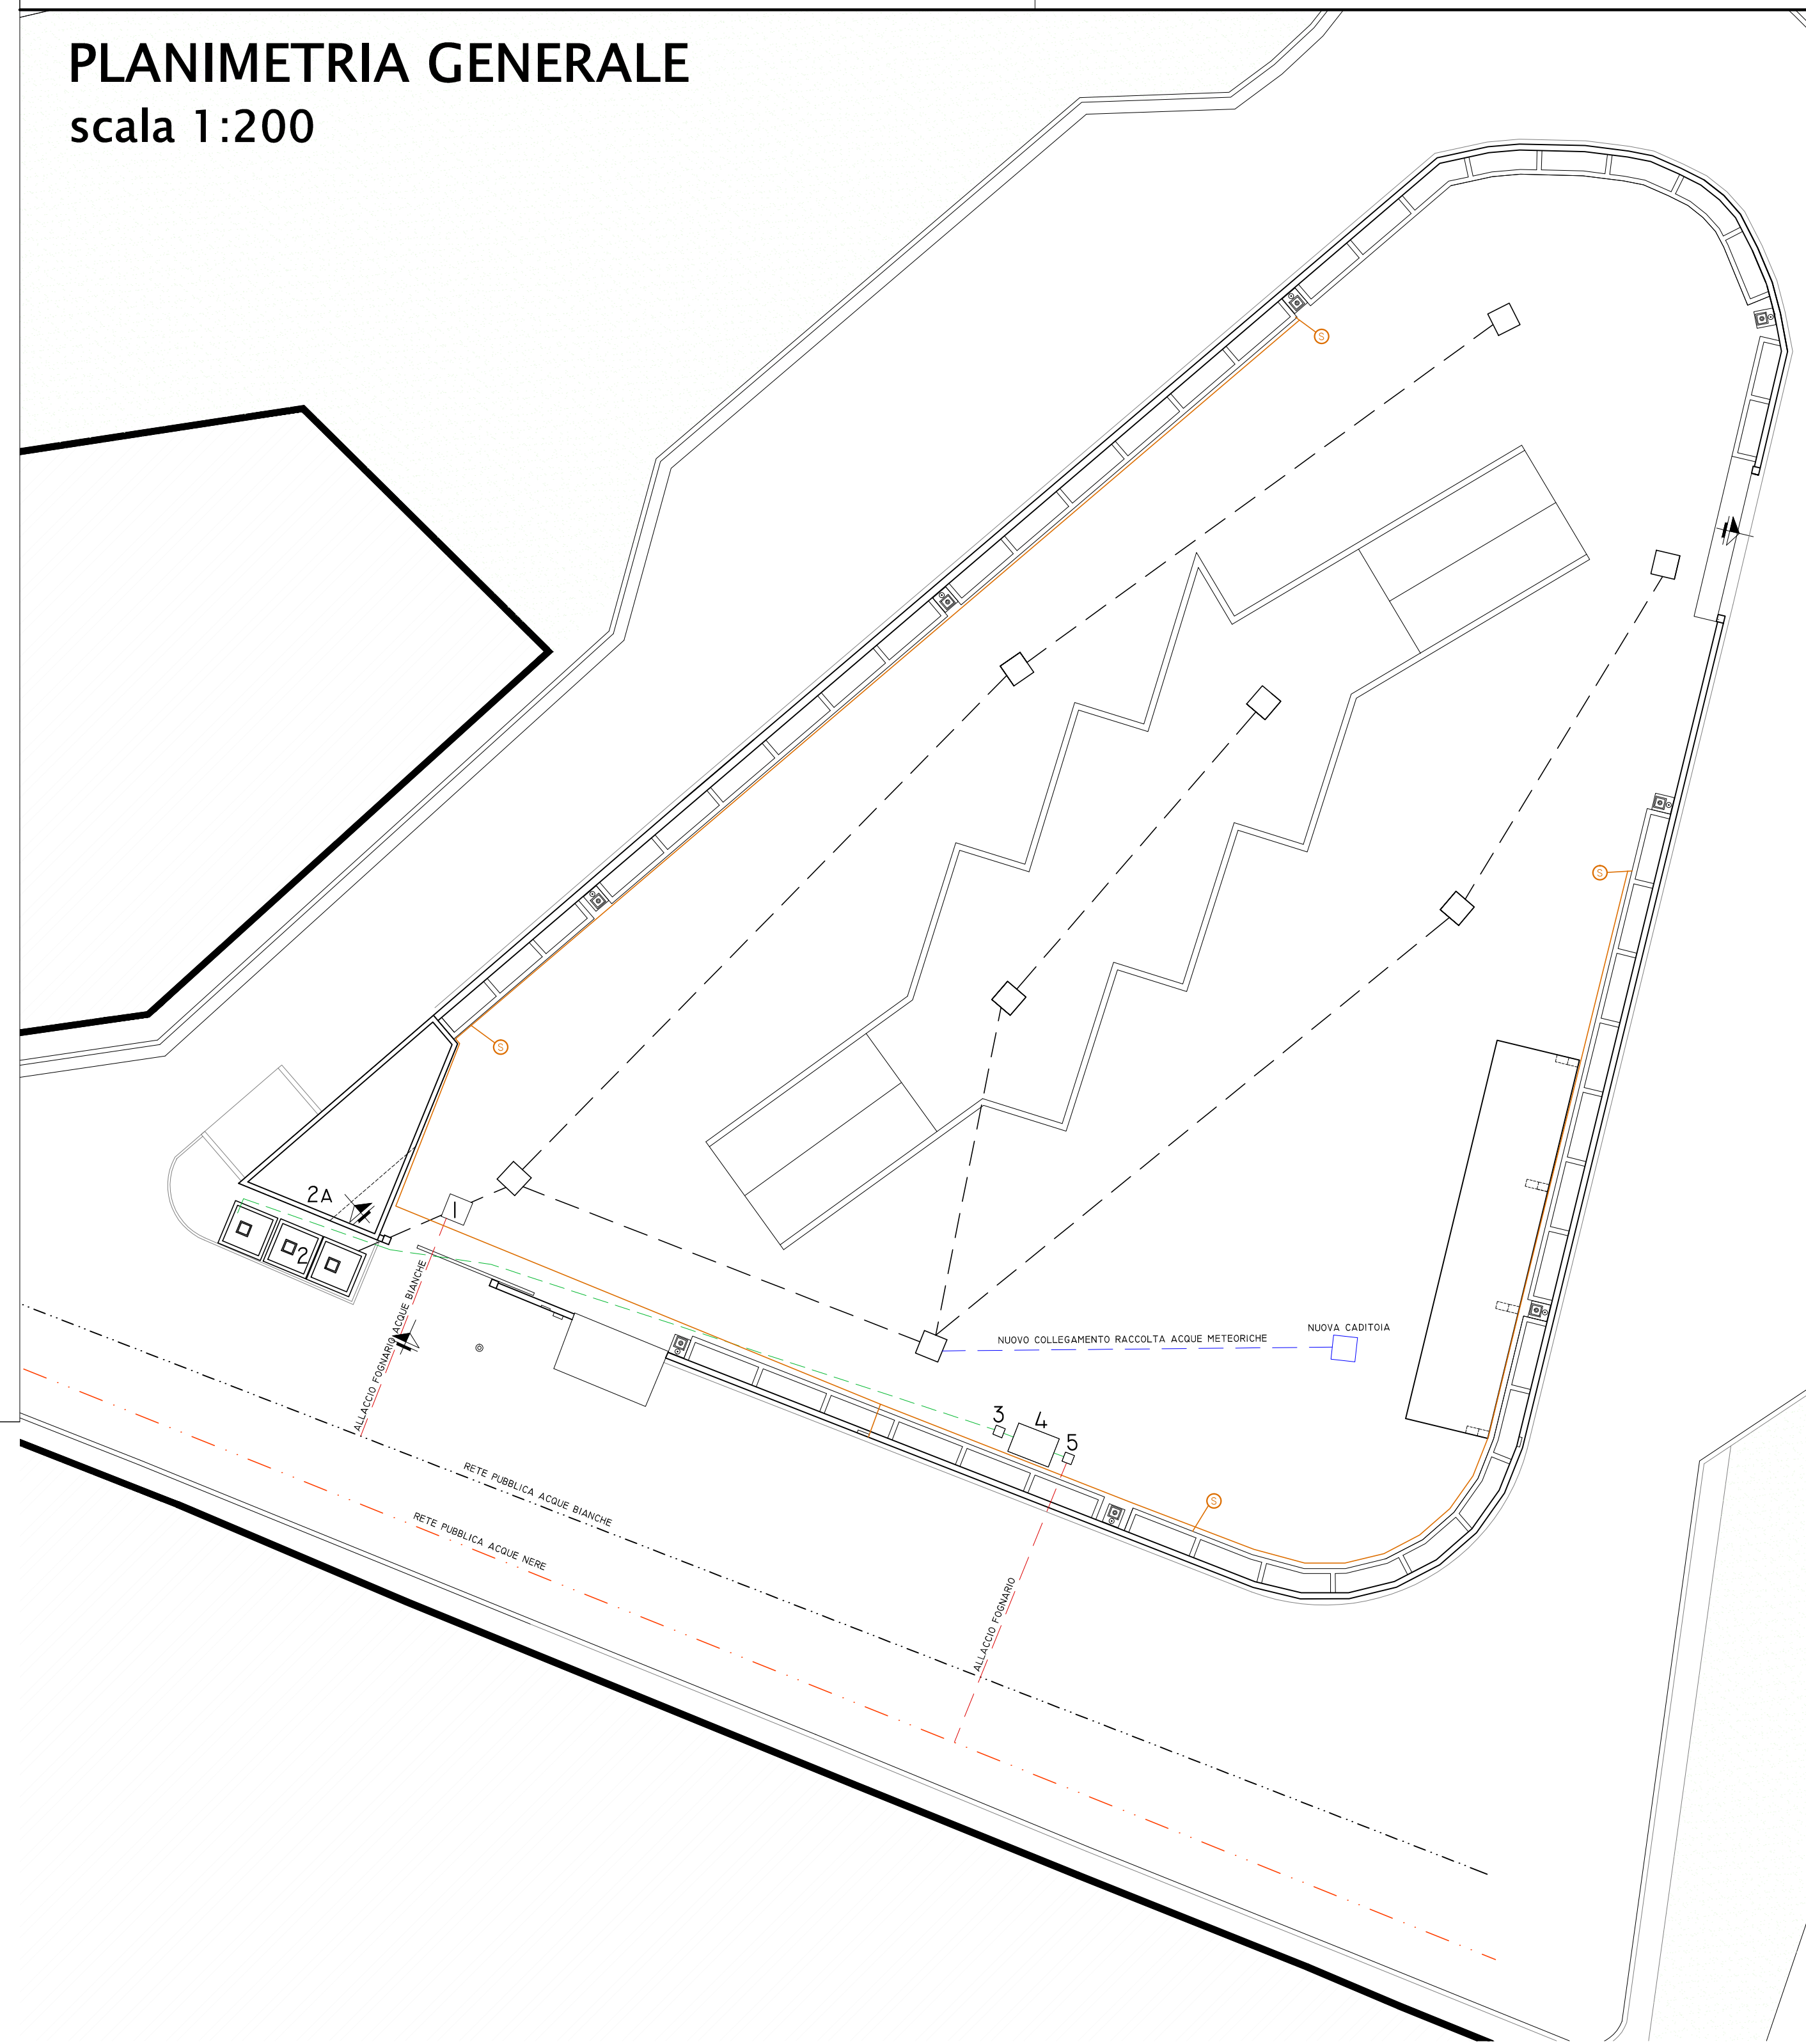 PLANIMETRIA GENERALE
scala 1:200
S
S
S
2A
1
2
ALLACCIO FOGNARIO ACQUE BIANCHE
NUOVO COLLEGAMENTO RACCOLTA ACQUE METEORICHE
NUOVA CADITOIA
3
4
5
RETE PUBBLICA ACQUE BIANCHE
S
RETE PUBBLICA ACQUE NERE
ALLACCIO FOGNARIO